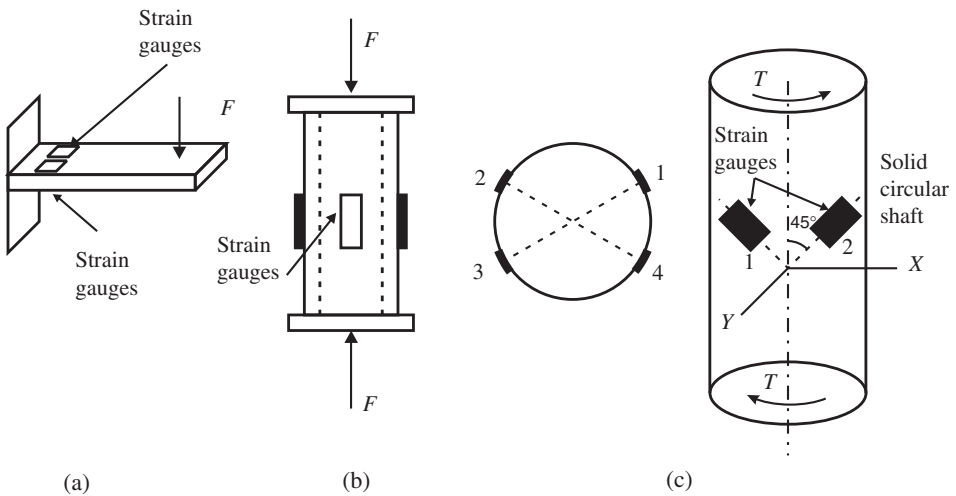 Strain
gauges
F
Strain
gauges
(a)
F
Strain
gauges
F
(b)
2
1
3
4
T
Strain
gauges
Solid
circular
shaft
45°
1
2
X
Y
T
(c)